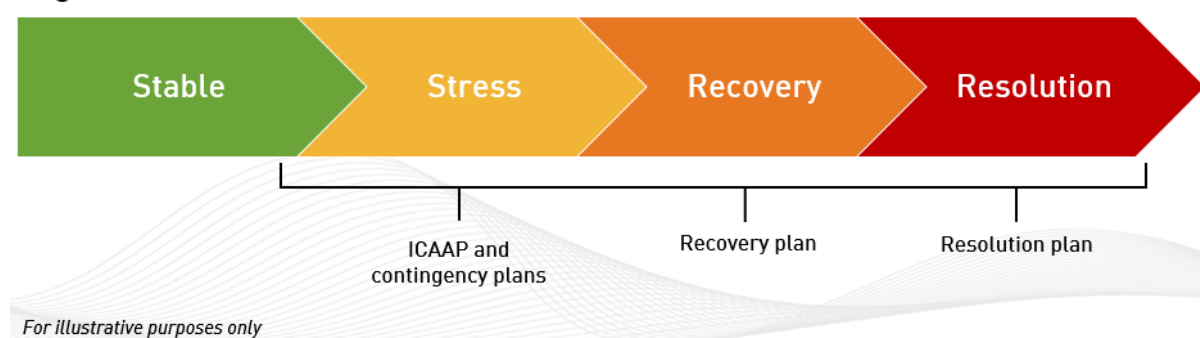 Stable
Stress
Recovery
Resolution
ICAAP and
contingency plans
Recovery plan
Resolution plan
For illustrative purposes only